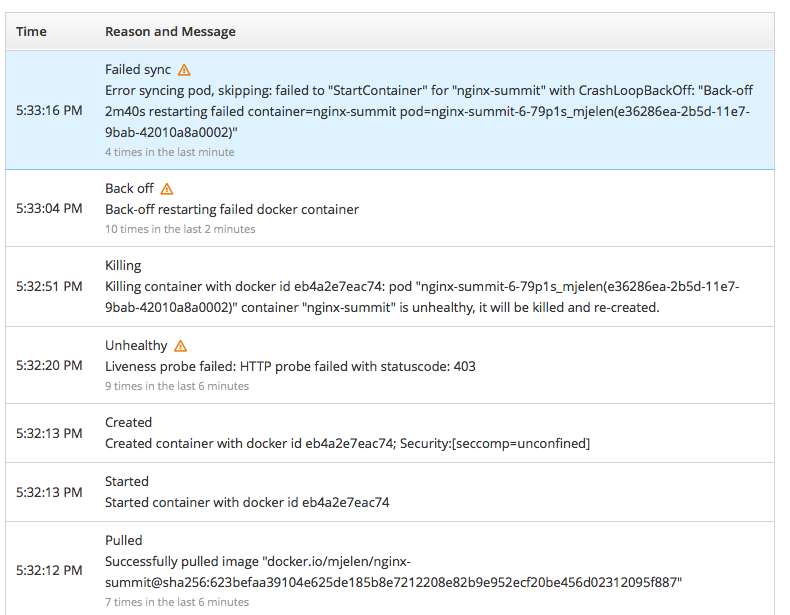 Time Reason and Message
Failed sync
Error syncing pod, skipping: failed to "StartContainer" for "nginx-summit" with CrashLoopBackOff: "Back-off
5:33:16 PM
2m40s restarting failed container=nginx-summit pod=nginx-summit-6-79p1s_mjelen(e36286ea-2b5d-11e7-
9bab-42010a8a0002)"
4 times in the last minute
Back off
5:33:04 PM
Back-off restarting failed docker container
10 times in the last 2 minutes
Killing
5:32:51 PM
Killing container with docker id eb4a2e7eac74: pod "nginx-summit-6-79p1s_mjelen(e36286ea-2b5d-11e7-
9bab-42010a8a0002)" container "nginx-summit" is unhealthy, it will be killed and re-created.
Unhealthy
5:32:20 PM
Liveness probe failed: HTTP probe failed with statuscode: 403
9 times in the last 6 minutes
Created
5:32:13 PM
Created container with docker id eb4a2e7eac74; Security:[seccomp=unconfined]
Started
5:32:13 PM
Started container with docker id eb4a2e7eac74
Pulled
5:32:12 PM
Successfully pulled image "docker.io/mjelen/nginx-
summit@sha256:623befaa39104e625de185b8e7212208e82b9e952ecf20be456d02312095f887"
7 times in the last 6 minutes